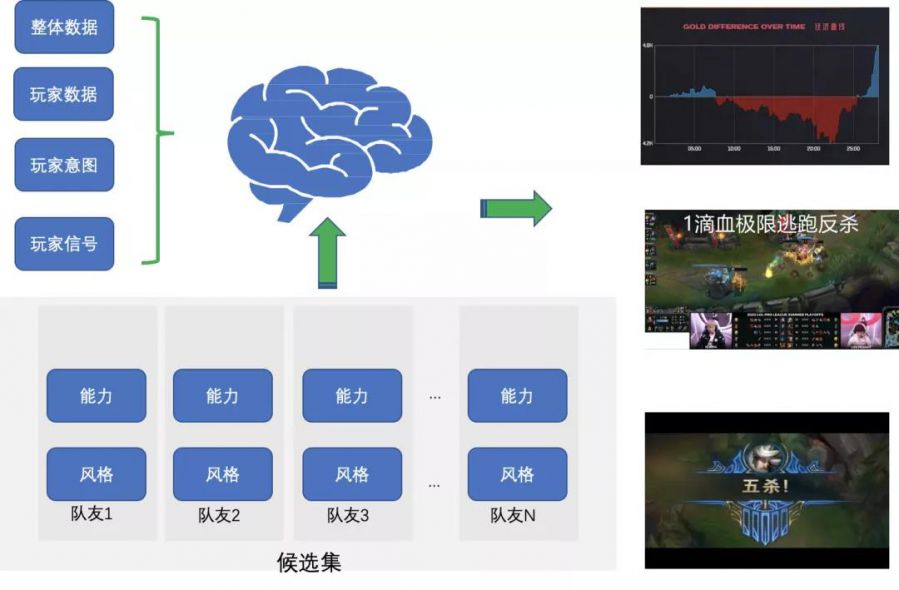 整体数据
玩家数据
玩家意图
玩家信号
能力
能力
能力
...
能力
风格
风格
风格
...
风格
队友1
队友2
队友3
队友N
候选集
GOLD DIFFERENCE OVER TIME 经济曲线
4.8K
0
4.2K
05:00
10:00
15:00
20:00
25:00
1滴血极限逃跑反杀
五杀!